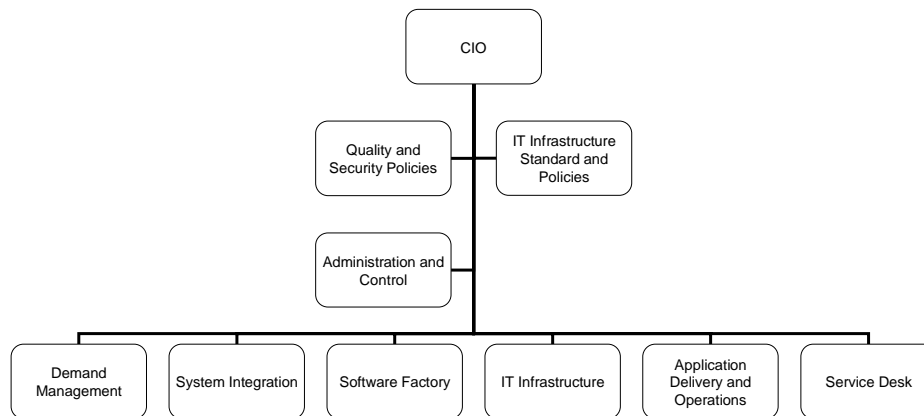 CIO
Quality and
Security Policies
IT Infrastructure
Standard and
Policies
Administration and
Control
Demand
Management
System Integration
Software Factory
IT Infrastructure
Application
Delivery and
Operations
Service Desk